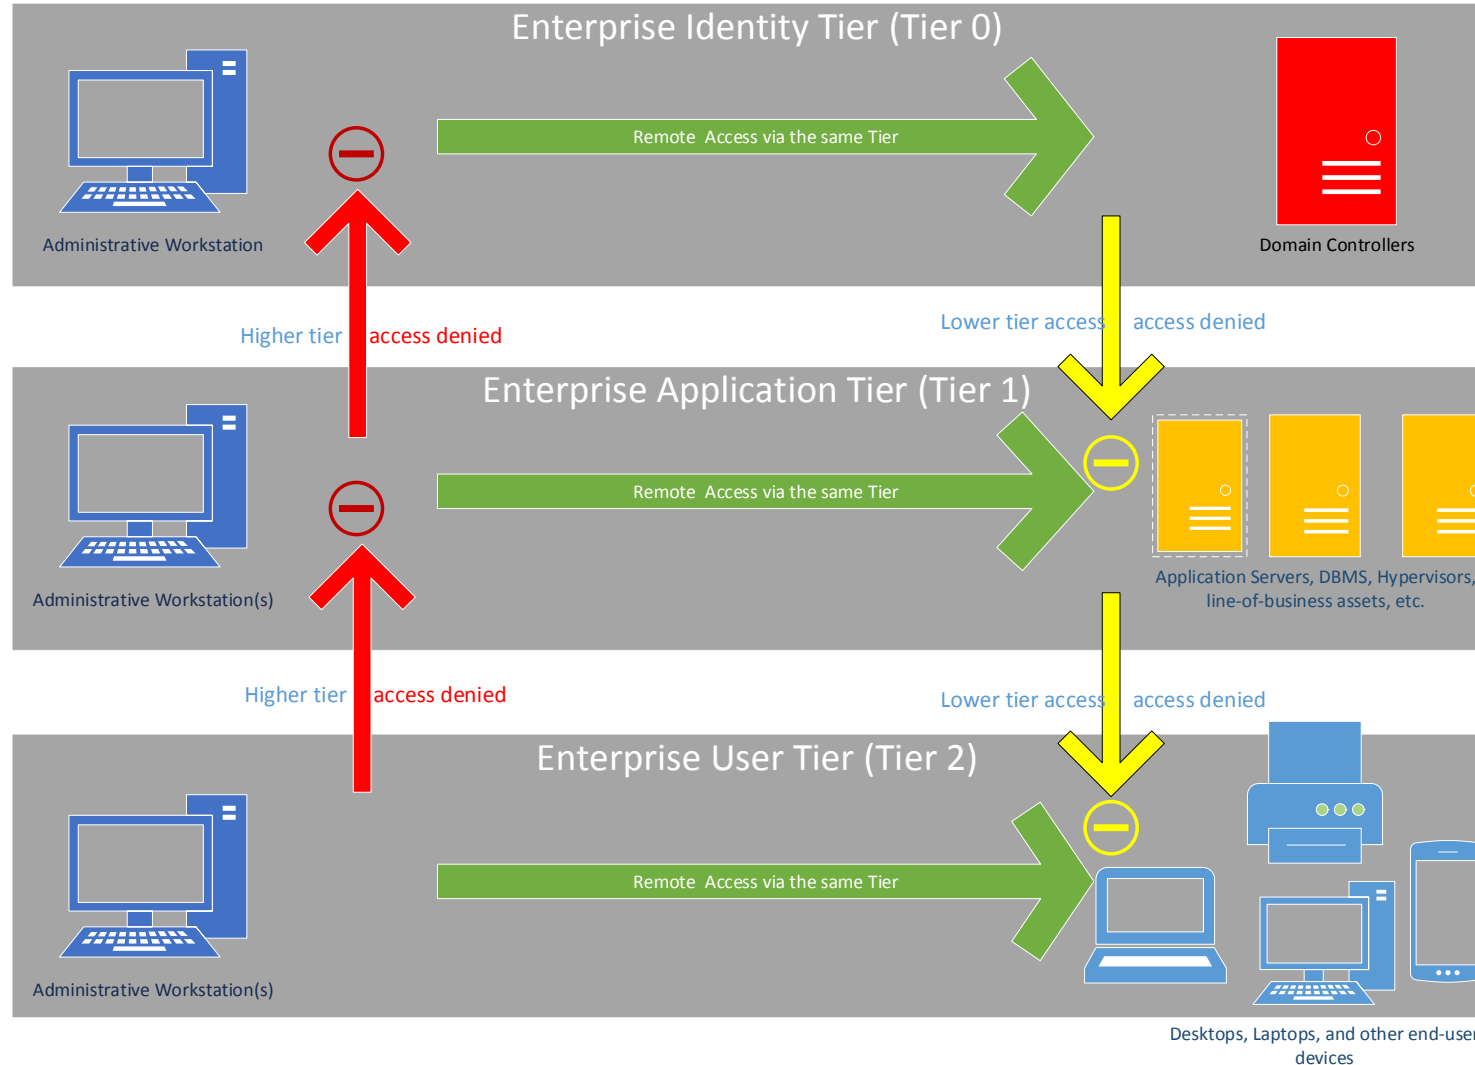 Enterprise Identity Tier (Tier 0)
Remote Access via the same Tier
Administrative Workstation
Domain Controllers
Higher tier access denied
Lower tier access access denied
Enterprise Application Tier (Tier 1)
Remote Access via the same Tier
Administrative Workstation(s)
Application Servers, DBMS, Hypervisors,
line-of-business assets, etc.
Higher tier access denied
Lower tier access access denied
Enterprise User Tier (Tier 2)
Remote Access via the same Tier
Administrative Workstation(s)
Desktops, Laptops, and other end-user
devices